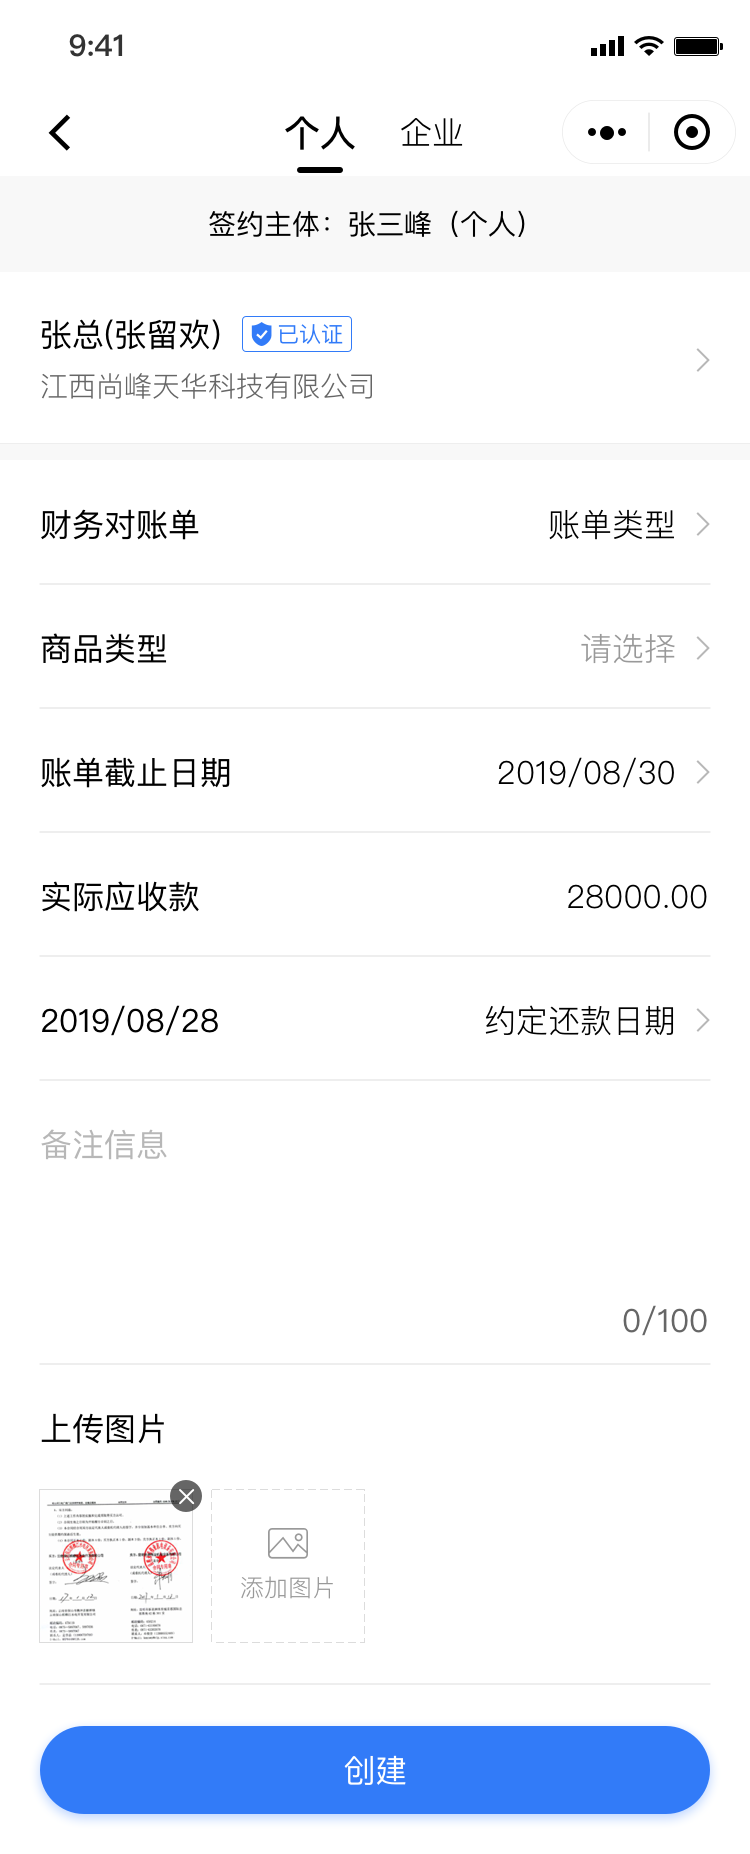 9:41
个人 企业
签约主体：张三峰（个人）
张总(张留欢) 已认证
江西尚峰天华科技有限公司
财务对账单 账单类型
商品类型 请选择
账单截止日期 2019/08/30
实际应收款 28000.00
2019/08/28 约定还款日期
备注信息
0/100
上传图片
添加图片
创建